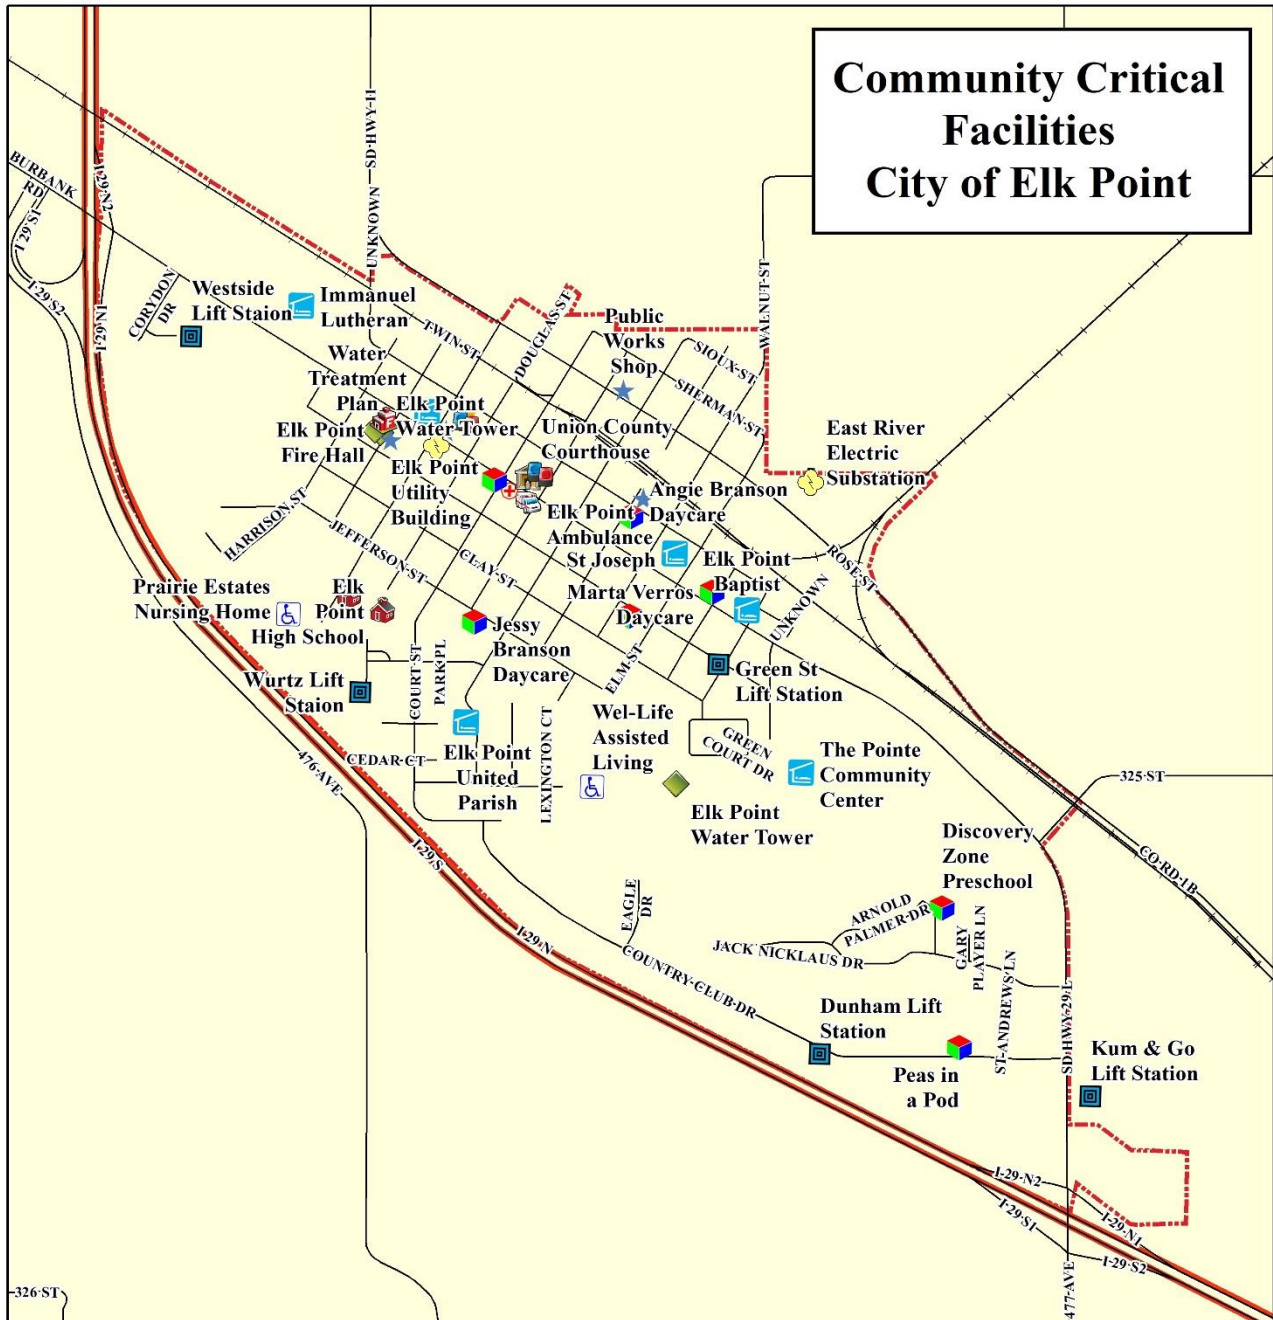 Community Critical
Facilities
City of Elk Point
SD HWY 11
UNKNOWN
BURBANK
RD
I 29 S1
I 29 N2
I 29 S2
I 29 N1
CORYDON
DR
Westside
Lift Staion
Immanuel
Lutheran
TWIN ST
DOUGLAS ST
Public
Works
Shop
SIOUX ST
SHERMAN ST
WALNUT ST
Water
Treatment
Plan
Elk Point
Water Tower
Elk Point
Fire Hall
Union County
Courthouse
East River
Electric
Substation
Elk Point
Utility
Building
Angie Branson
Daycare
Elk Point
Ambulance
HARRISON ST
JEFFERSON ST
CLAY ST
St Joseph
Elk Point
Baptist
ROSE ST
UNKNOWN
Prairie Estates
Nursing Home
Elk
Point
High School
Marta Verros
Daycare
Jessy
Branson
Daycare
COURT ST
PARK PL
ELM ST
Green St
Lift Station
Wurtz Lift
Staion
Wel-Life
Assisted
Living
GREEN
COURT DR
The Pointe
Community
Center
476 AVE
CEDAR CT
Elk Point
United
Parish
LEXINGTON CT
Elk Point
Water Tower
325 ST
I 29 S
Discovery
Zone
Preschool
CO RD 1B
EAGLE
DR
ARNOLD
PALMER DR
GARY
PLAYER LN
I 29 N
JACK NICKLAUS DR
COUNTRY CLUB DR
ST ANDREWS LN
SD HWY 29 L
Dunham Lift
Station
Peas in
a Pod
Kum & Go
Lift Station
I 29 N2
I 29 S1
I 29 N1
I 29 S2
477 AVE
326 ST